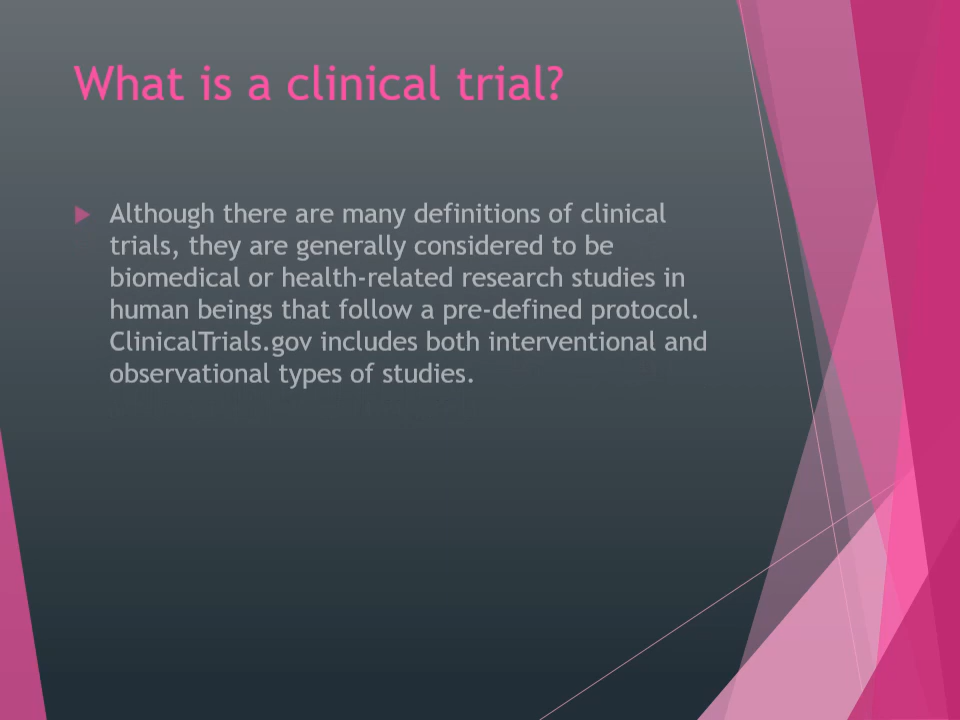 What is a clinical trial?
Although there are many definitions of clinical
trials, they are generally considered to be
biomedical or health-related research studies in
human beings that follow a pre-defined protocol.
ClinicalTrials.gov includes both interventional and
observational types of studies.